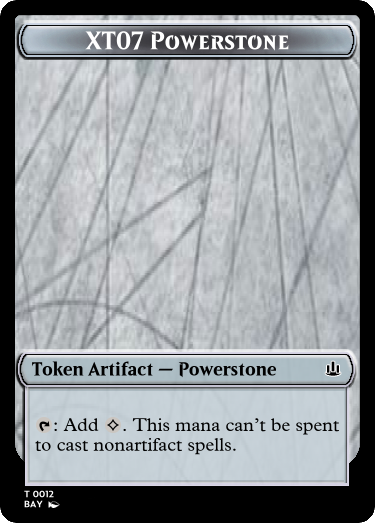 XT07 Powerstone
Token Artifact — Powerstone
: Add . This mana can't be spent
to cast nonartifact spells.
T 0012
BAY